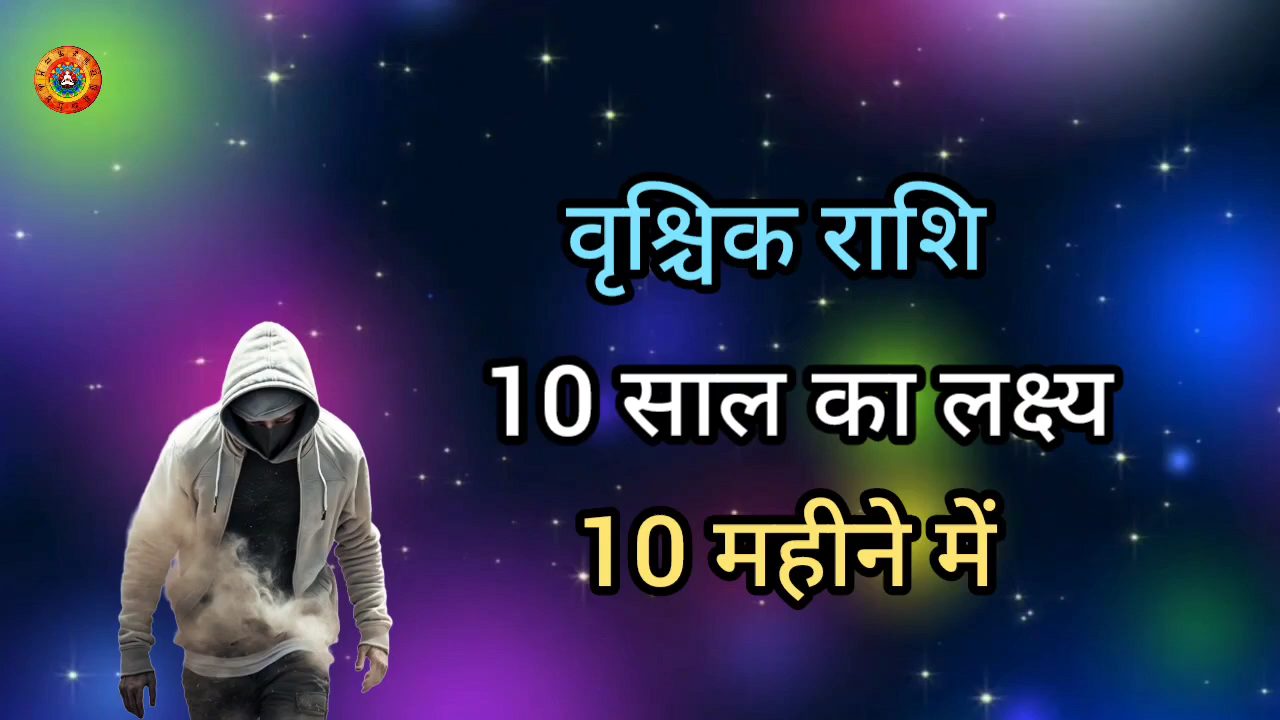 वृश्चिक राशि
10 साल का लक्ष्य
10 महीने में